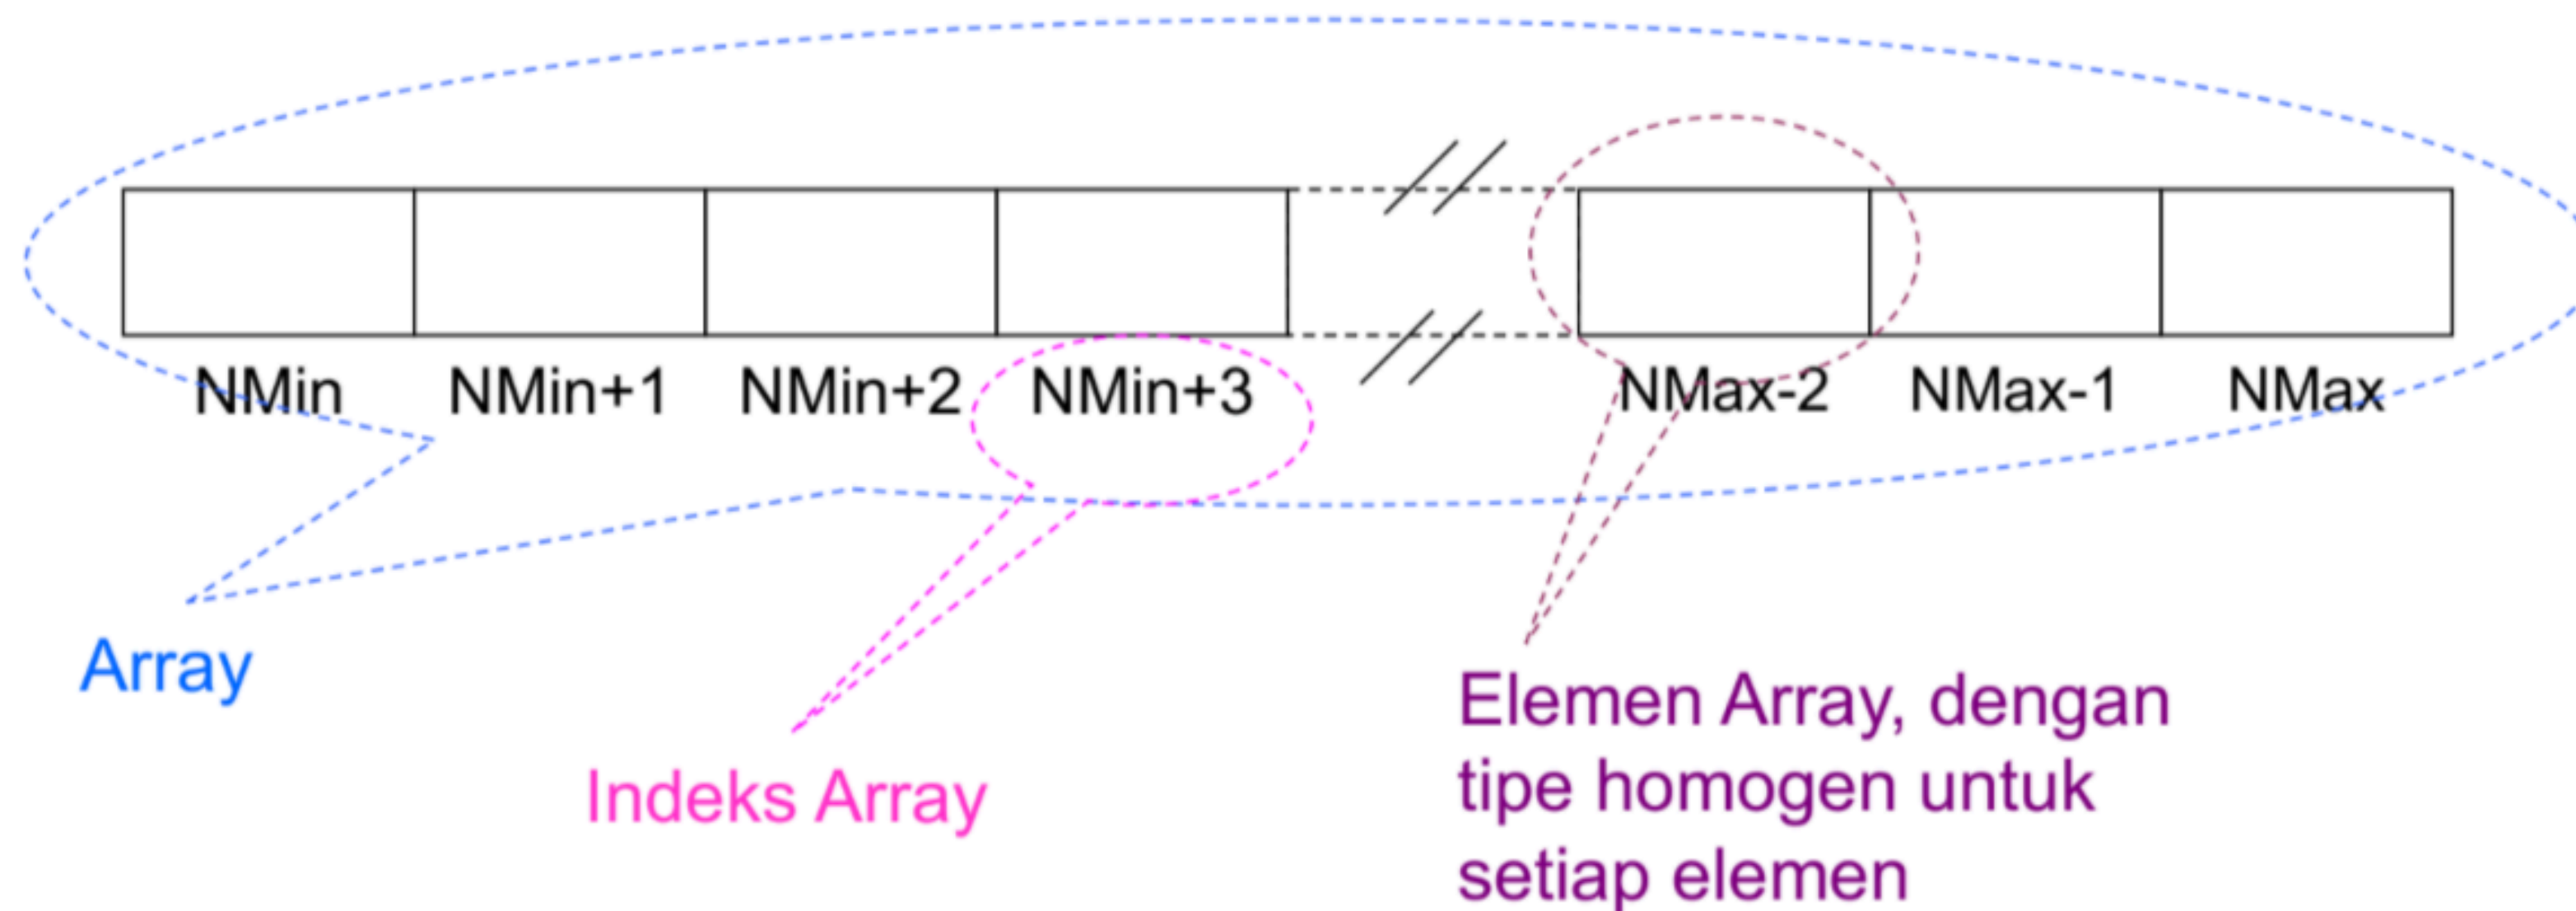 NMin NMin+1 NMin+2 NMin+3 NMax-2 NMax-1 NMax
Array
Indeks Array
Elemen Array, dengan
tipe homogen untuk
setiap elemen